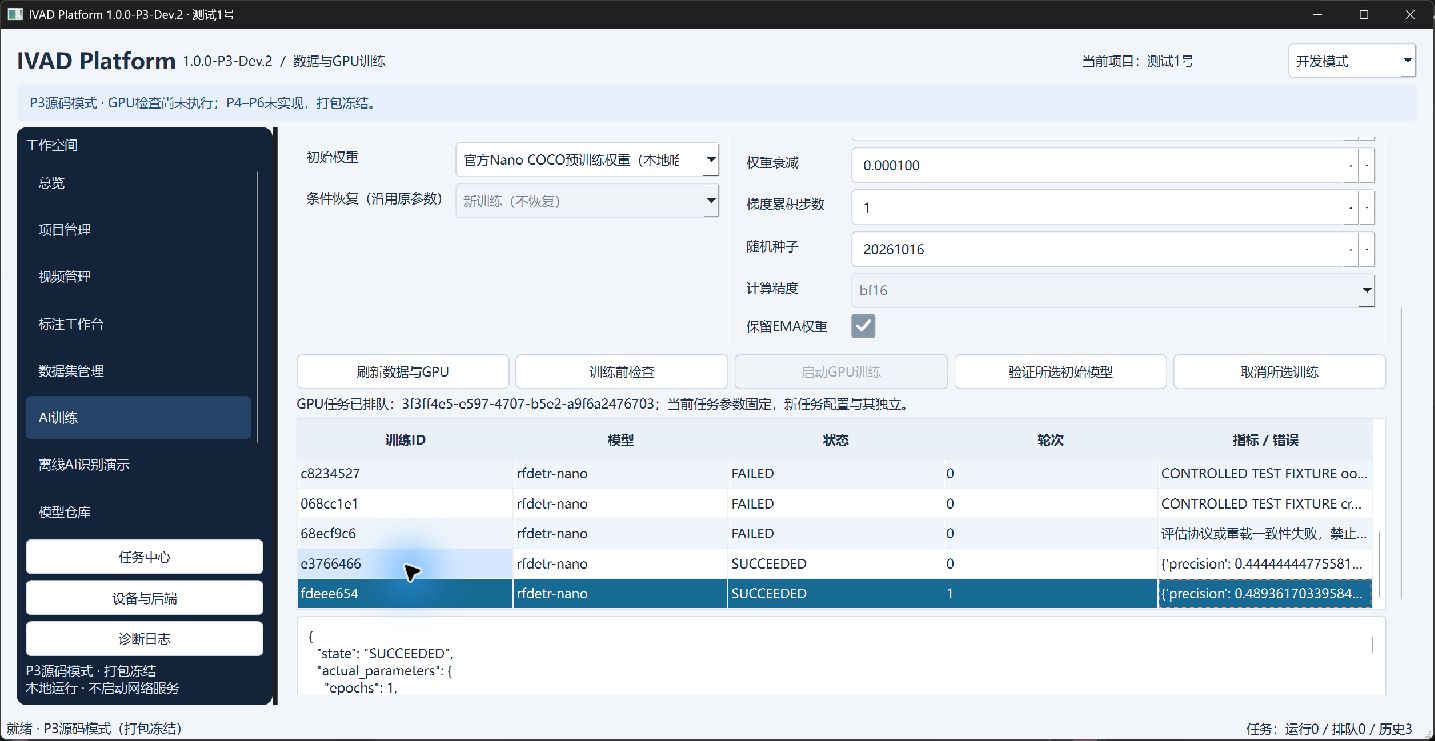 IVAD Platform 1.0.0-P3-Dev.2 · 测试1号
IVAD Platform 1.0.0-P3-Dev.2 / 数据与GPU训练
当前项目：测试1号
开发模式
P3源码模式 · GPU检查尚未执行；P4–P6未实现，打包冻结。
工作空间
总览
项目管理
视频管理
标注工作台
数据集管理
AI训练
离线AI识别演示
模型仓库
任务中心
设备与后端
诊断日志
P3源码模式 · 打包冻结
本地运行 · 不启动网络服务
初始权重
官方Nano COCO预训练权重（本地
条件恢复（沿用原参数）
新训练（不恢复）
权重衰减
0.000100
梯度累积步数
1
随机种子
20261016
计算精度
bf16
保留EMA权重
刷新数据与GPU
训练前检查
启动GPU训练
验证所选初始模型
取消所选训练
GPU任务已排队：3f3ff4e5-e597-4707-b5e2-a9f6a2476703；当前任务参数固定，新任务配置与其独立。
训练ID 模型 状态 轮次 指标 / 错误
c8234527 rfdetr-nano FAILED 0 CONTROLLED TEST FIXTURE oo...
068cc1e1 rfdetr-nano FAILED 0 CONTROLLED TEST FIXTURE cr...
68ecf9c6 rfdetr-nano FAILED 0 评估协议或重载一致性失败，禁止...
e3766466 rfdetr-nano SUCCEEDED 0 {'precision': 0.44444444775581...
fdeee654 rfdetr-nano SUCCEEDED 1 {'precision': 0.48936170339584...
{
"state": "SUCCEEDED",
"actual_parameters": {
"epochs": 1,
就绪 · P3源码模式（打包冻结）
任务：运行0 / 排队0 / 历史3